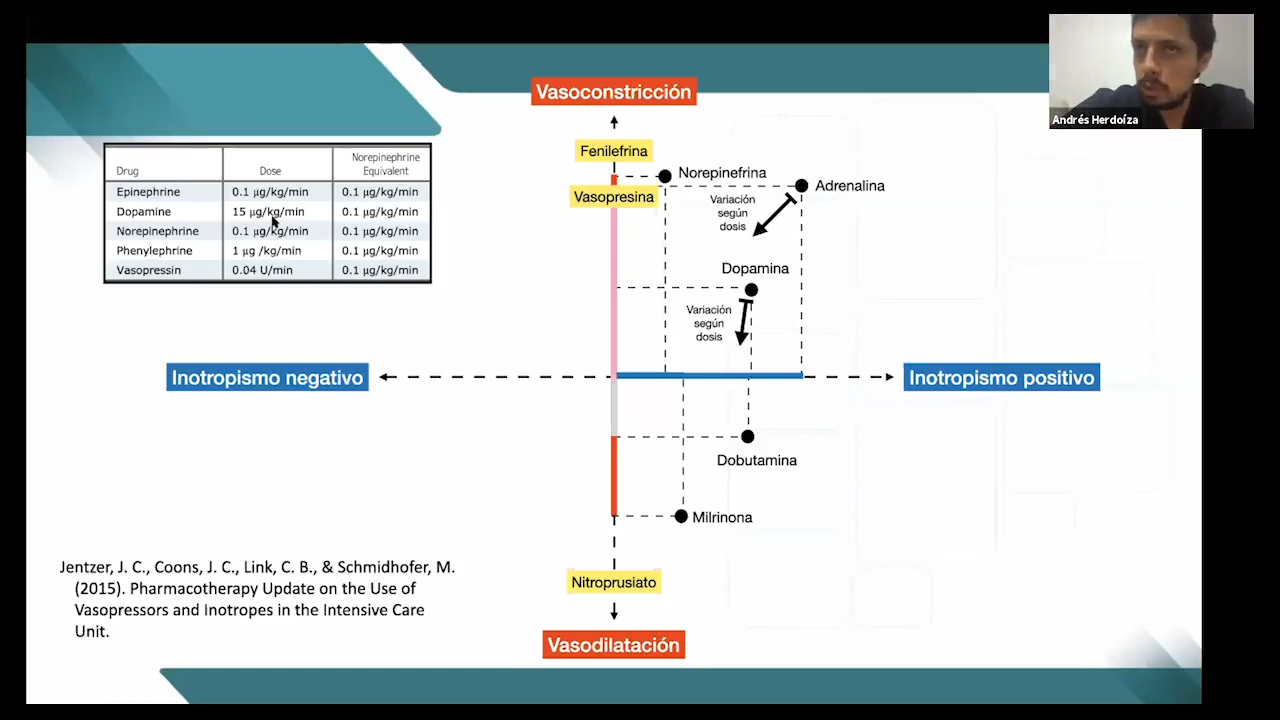 Andrés Herdoíza
Vasoconstricción
Drug Dose Norepinephrine Equivalent
Epinephrine 0.1 µg/kg/min 0.1 µg/kg/min
Dopamine 15 µg/kg/min 0.1 µg/kg/min
Norepinephrine 0.1 µg/kg/min 0.1 µg/kg/min
Phenylephrine 1 µg /kg/min 0.1 µg/kg/min
Vasopressin 0.04 U/min 0.1 µg/kg/min
Fenilefrina
Norepinefrina
Vasopresina
Adrenalina
Variación
según
dosis
Dopamina
Variación
según
dosis
Inotropismo negativo
Inotropismo positivo
Dobutamina
Milrinona
Nitroprusiato
Vasodilatación
Jentzer, J. C., Coons, J. C., Link, C. B., & Schmidhofer, M.
(2015). Pharmacotherapy Update on the Use of
Vasopressors and Inotropes in the Intensive Care
Unit.